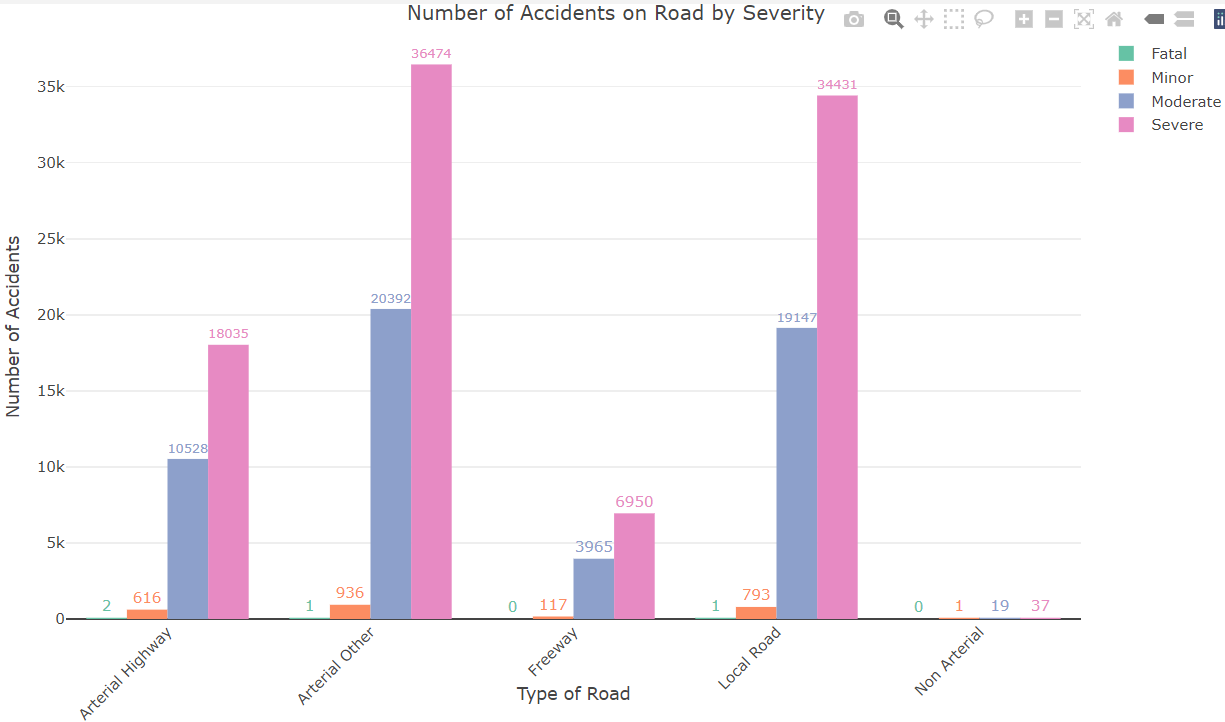 Number of Accidents on Road by Severity
Fatal
Minor
Moderate
Severe
Number of Accidents
35k
30k
25k
20k
15k
10k
5k
0
2
616
10528
18035
1
936
20392
36474
0
117
3965
6950
1
793
19147
34431
0
1
19
37
Arterial Highway
Arterial Other
Freeway
Local Road
Non Arterial
Type of Road